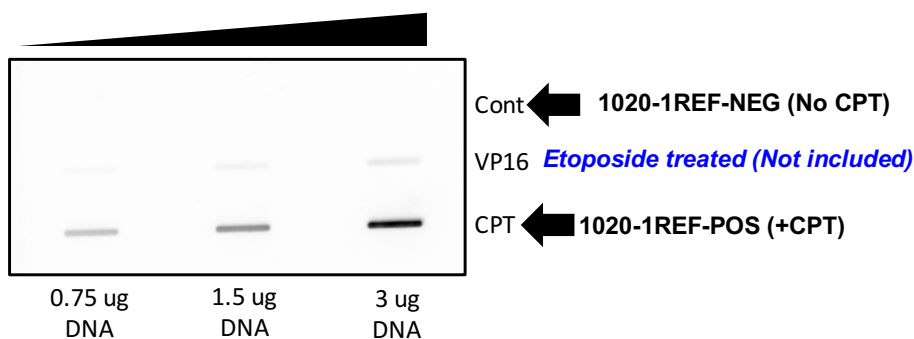 Cont 1020-1REF-NEG (No CPT)
VP16 Etoposide treated (Not included)
CPT 1020-1REF-POS (+CPT)
0.75 ug 1.5 ug 3 ug
DNA DNA DNA